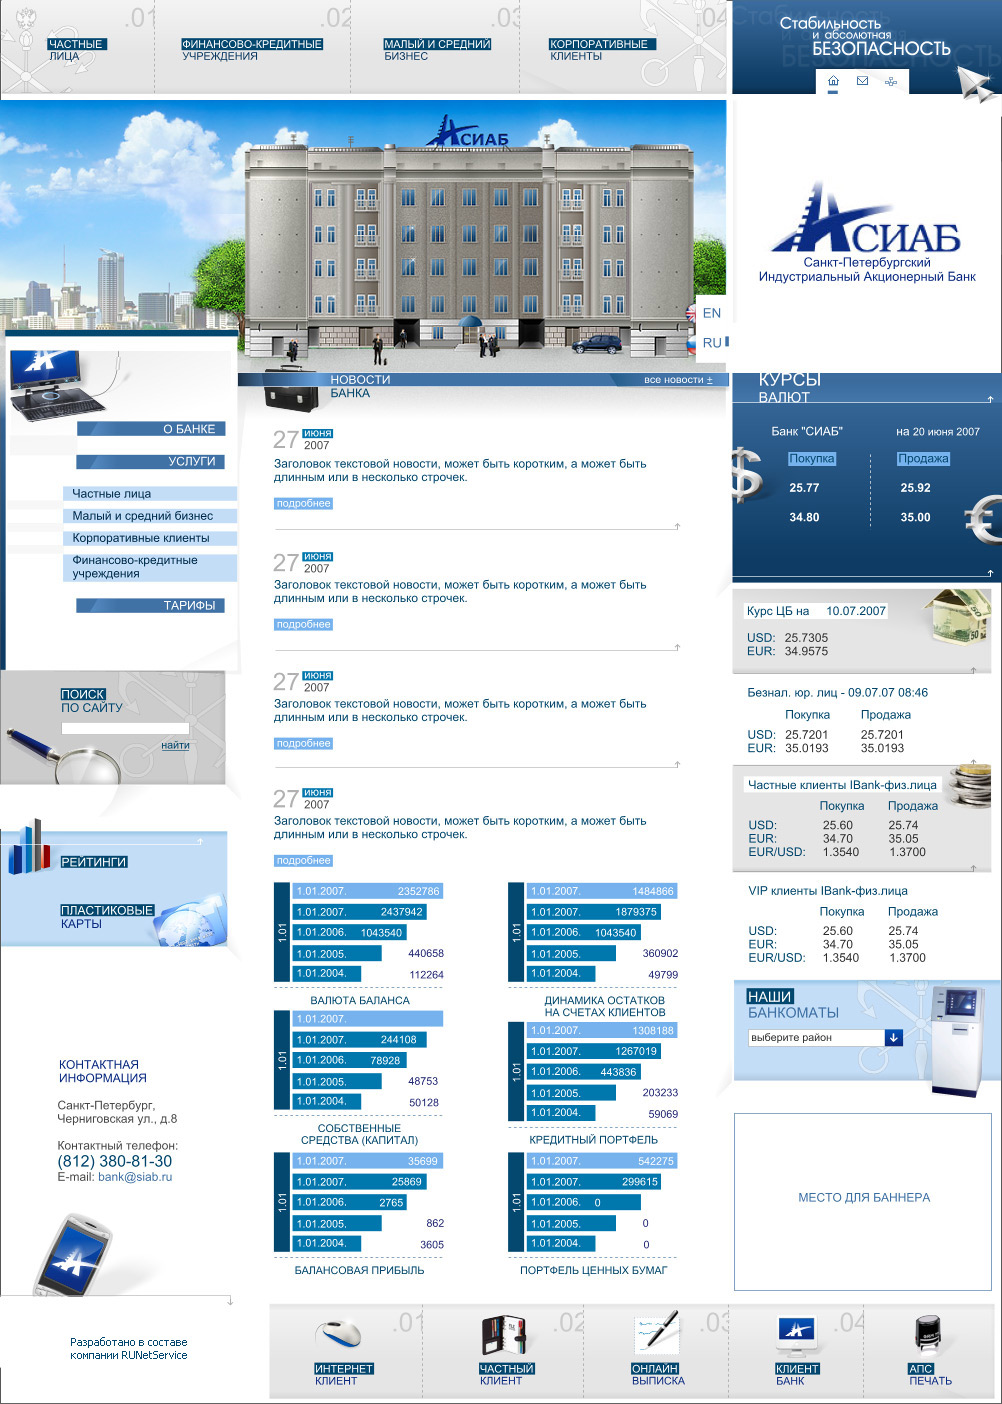 .01
ЧАСТНЫЕ
ЛИЦА
.02
ФИНАНСОВО-КРЕДИТНЫЕ
УЧРЕЖДЕНИЯ
.03
МАЛЫЙ И СРЕДНИЙ
БИЗНЕС
.04
КОРПОРАТИВНЫЕ
КЛИЕНТЫ
Стабильность
и абсолютная
БЕЗОПАСНОСТЬ
СИАБ
EN
RU
СИАБ
Санкт-Петербургский
Индустриальный Акционерный Банк
О БАНКЕ
УСЛУГИ
Частные лица
Малый и средний бизнес
Корпоративные клиенты
Финансово-кредитные
учреждения
ТАРИФЫ
ПОИСК
ПО САЙТУ
найти
РЕЙТИНГИ
ПЛАСТИКОВЫЕ
КАРТЫ
КОНТАКТНАЯ
ИНФОРМАЦИЯ
Санкт-Петербург,
Черниговская ул., д.8
Контактный телефон:
(812) 380-81-30
E-mail: bank@siab.ru
Разработано в составе
компании RUNetService
НОВОСТИ
БАНКА
все новости ±
27 июня
2007
Заголовок текстовой новости, может быть коротким, а может быть
длинным или в несколько строчек.
подробнее
27 июня
2007
Заголовок текстовой новости, может быть коротким, а может быть
длинным или в несколько строчек.
подробнее
27 июня
2007
Заголовок текстовой новости, может быть коротким, а может быть
длинным или в несколько строчек.
подробнее
27 июня
2007
Заголовок текстовой новости, может быть коротким, а может быть
длинным или в несколько строчек.
подробнее
1.01
1.01.2007. 2352786
1.01.2007. 2437942
1.01.2006. 1043540
1.01.2005. 440658
1.01.2004. 112264
ВАЛЮТА БАЛАНСА
1.01
1.01.2007. 1484866
1.01.2007. 1879375
1.01.2006. 1043540
1.01.2005. 360902
1.01.2004. 49799
ДИНАМИКА ОСТАТКОВ
НА СЧЕТАХ КЛИЕНТОВ
1.01
1.01.2007.
1.01.2007. 244108
1.01.2006. 78928
1.01.2005. 48753
1.01.2004. 50128
СОБСТВЕННЫЕ
СРЕДСТВА (КАПИТАЛ)
1.01
1.01.2007. 1308188
1.01.2007. 1267019
1.01.2006. 443836
1.01.2005. 203233
1.01.2004. 59069
КРЕДИТНЫЙ ПОРТФЕЛЬ
1.01
1.01.2007. 35699
1.01.2007. 25869
1.01.2006. 2765
1.01.2005. 862
1.01.2004. 3605
БАЛАНСОВАЯ ПРИБЫЛЬ
1.01
1.01.2007. 542275
1.01.2007. 299615
1.01.2006. 0
1.01.2005. 0
1.01.2004. 0
ПОРТФЕЛЬ ЦЕННЫХ БУМАГ
КУРСЫ
ВАЛЮТ
Банк "СИАБ" на 20 июня 2007
Покупка Продажа
$ 25.77 25.92
€ 34.80 35.00
Курс ЦБ на 10.07.2007
USD: 25.7305
EUR: 34.9575
50
50
Безнал. юр. лиц - 09.07.07 08:46
Покупка Продажа
USD: 25.7201 25.7201
EUR: 35.0193 35.0193
Частные клиенты IBank-физ.лица
Покупка Продажа
USD: 25.60 25.74
EUR: 34.70 35.05
EUR/USD: 1.3540 1.3700
VIP клиенты IBank-физ.лица
Покупка Продажа
USD: 25.60 25.74
EUR: 34.70 35.05
EUR/USD: 1.3540 1.3700
НАШИ
БАНКОМАТЫ
выберите район
МЕСТО ДЛЯ БАННЕРА
.01
ИНТЕРНЕТ
КЛИЕНТ
.02
ЧАСТНЫЙ
КЛИЕНТ
.03
ОНЛАЙН
ВЫПИСКА
.04
КЛИЕНТ
БАНК
АПС
ПЕЧАТЬ